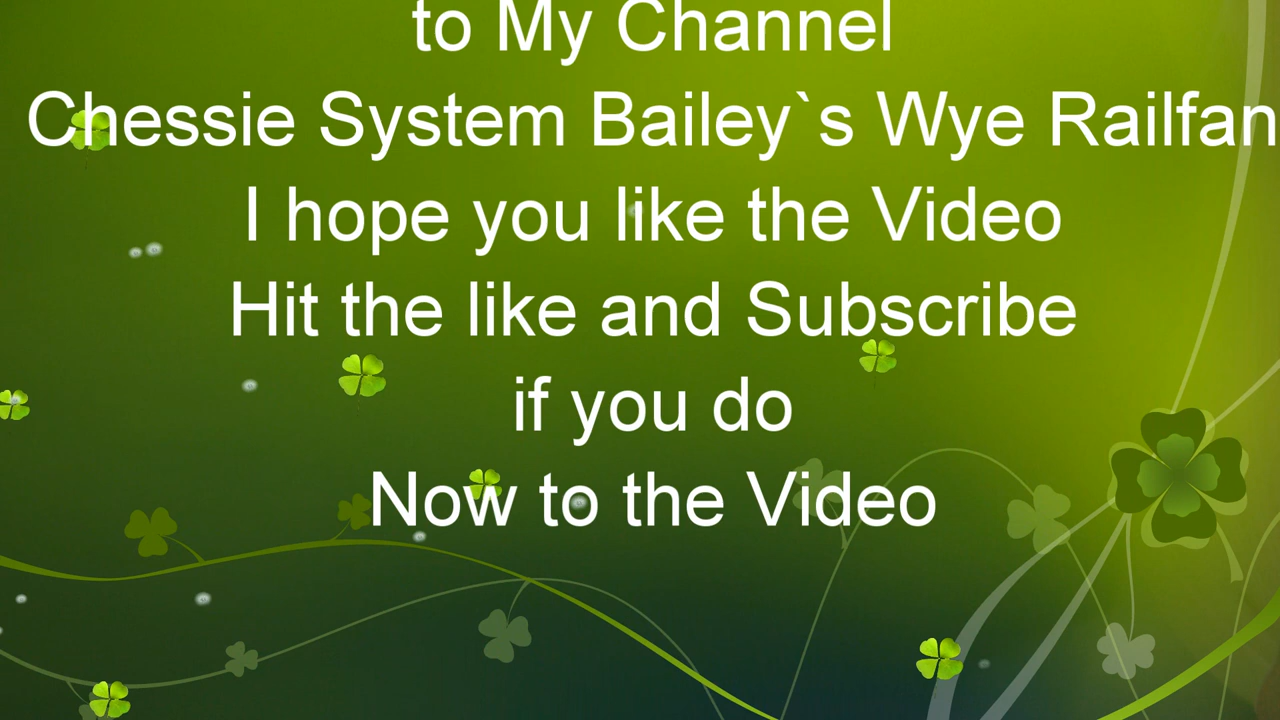 to My Channel
Chessie System Bailey`s Wye Railfan
I hope you like the Video
Hit the like and Subscribe
if you do
Now to the Video